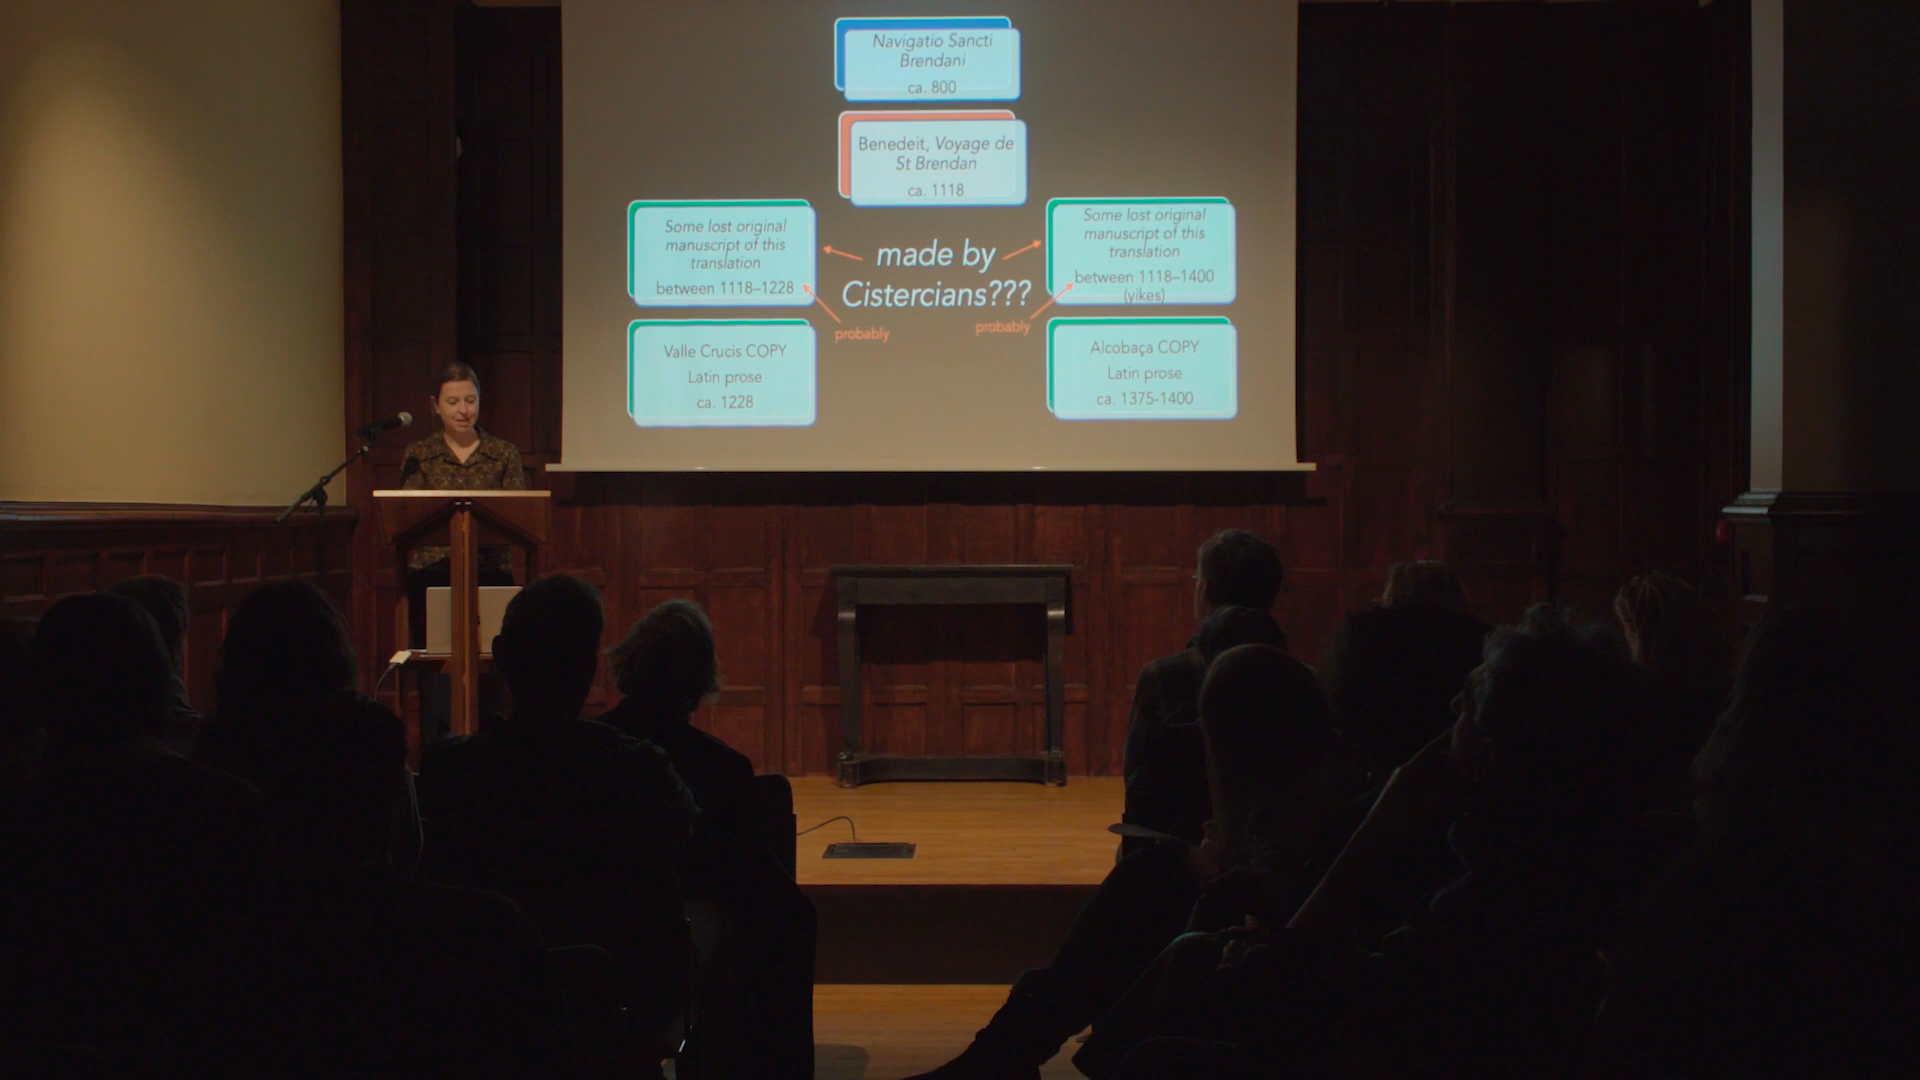 Navigatio Sancti
Brendani
ca. 800
Benedeit, Voyage de
St Brendan
ca. 1118
Some lost original
manuscript of this
translation
between 1118–1228
made by
Cistercians???
probably
probably
Some lost original
manuscript of this
translation
between 1118–1400
(yikes)
Valle Crucis COPY
Latin prose
ca. 1228
Alcobaça COPY
Latin prose
ca. 1375-1400